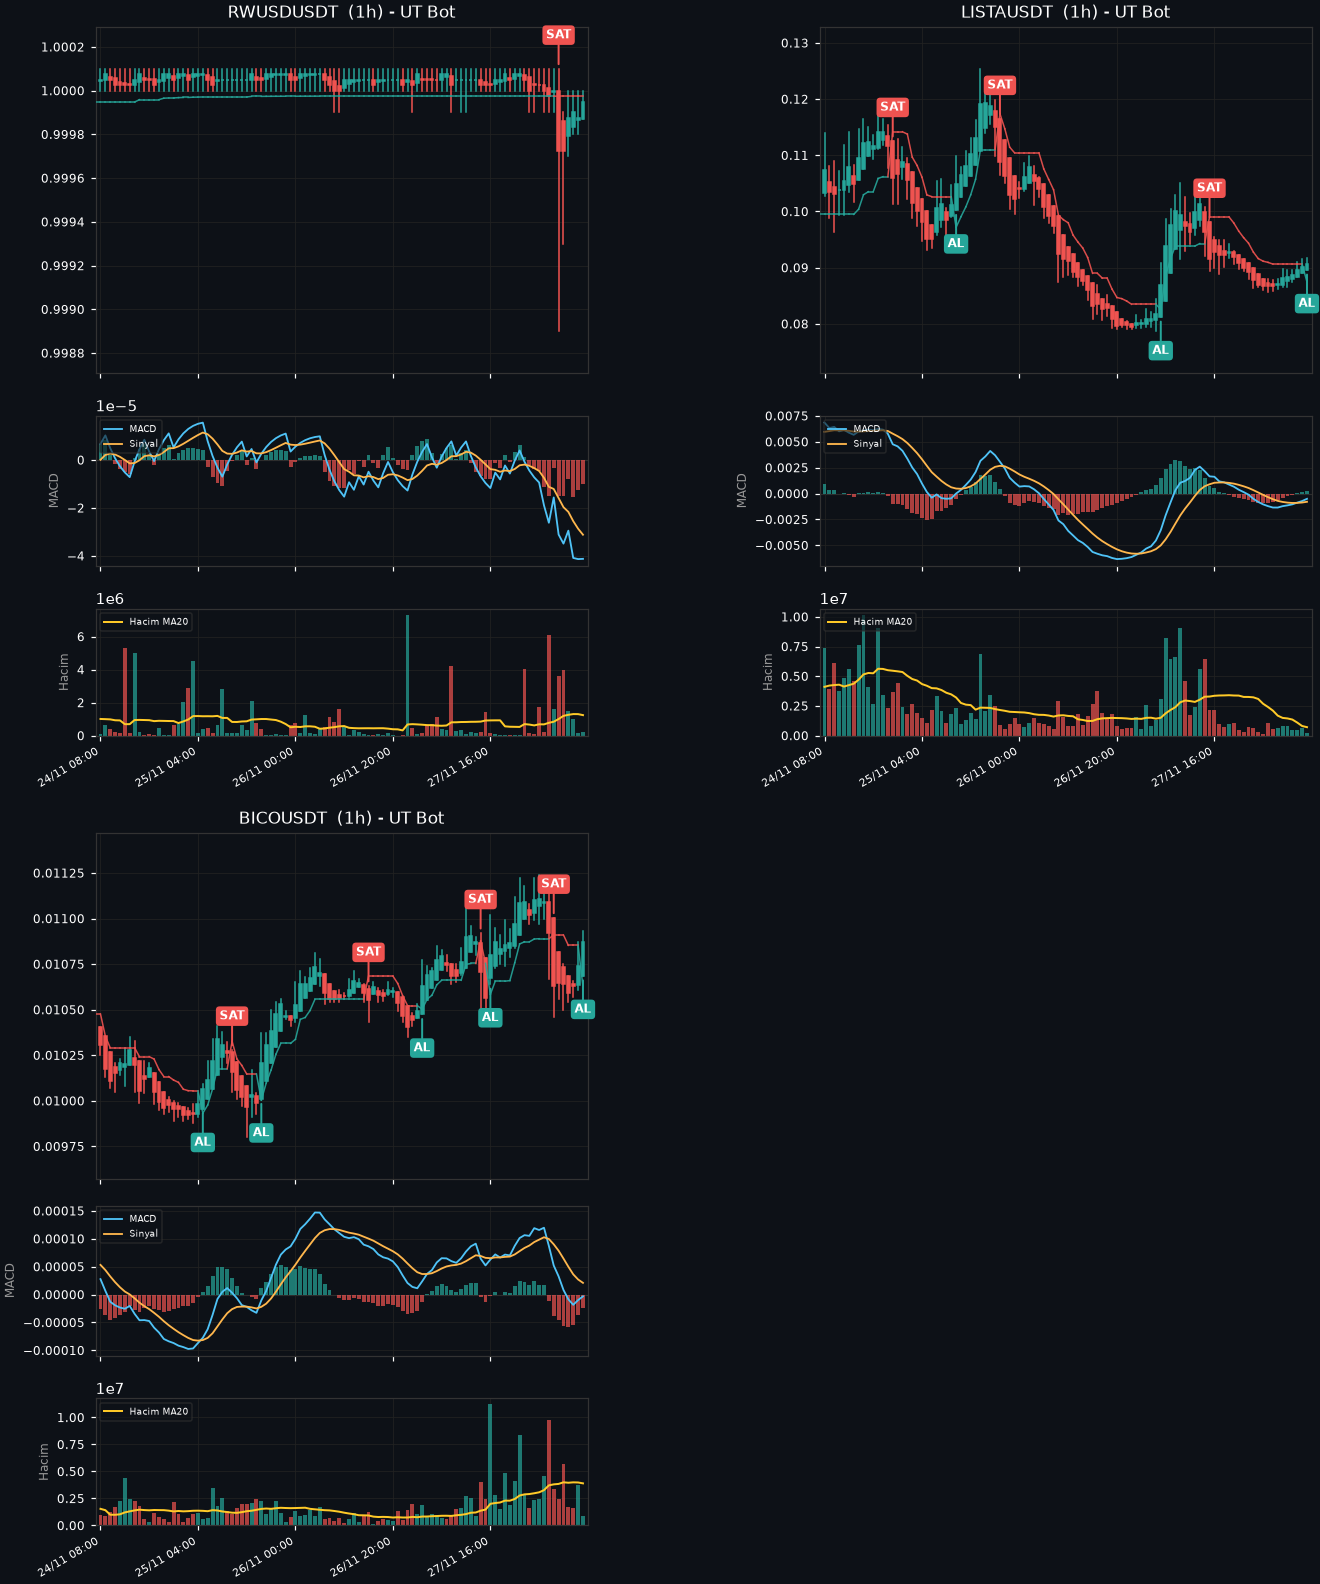 RWUSDUSDT  (1h) - UT Bot
1.0002
1.0000
0.9998
0.9996
0.9994
0.9992
0.9990
0.9988
SAT
1e−5
MACD
Sinyal
0
−2
−4
MACD
1e6
Hacim MA20
6
4
2
0
Hacim
24/11 08:00
25/11 04:00
26/11 00:00
26/11 20:00
27/11 16:00
LISTAUSDT  (1h) - UT Bot
0.13
0.12
0.11
0.10
0.09
0.08
SAT
AL
SAT
AL
SAT
AL
MACD
Sinyal
0.0075
0.0050
0.0025
0.0000
−0.0025
−0.0050
MACD
1e7
Hacim MA20
1.00
0.75
0.50
0.25
0.00
Hacim
24/11 08:00
25/11 04:00
26/11 00:00
26/11 20:00
27/11 16:00
BICOUSDT  (1h) - UT Bot
0.01125
0.01100
0.01075
0.01050
0.01025
0.01000
0.00975
AL
SAT
AL
SAT
AL
SAT
AL
SAT
AL
MACD
Sinyal
0.00015
0.00010
0.00005
0.00000
−0.00005
−0.00010
MACD
1e7
Hacim MA20
1.00
0.75
0.50
0.25
0.00
Hacim
24/11 08:00
25/11 04:00
26/11 00:00
26/11 20:00
27/11 16:00